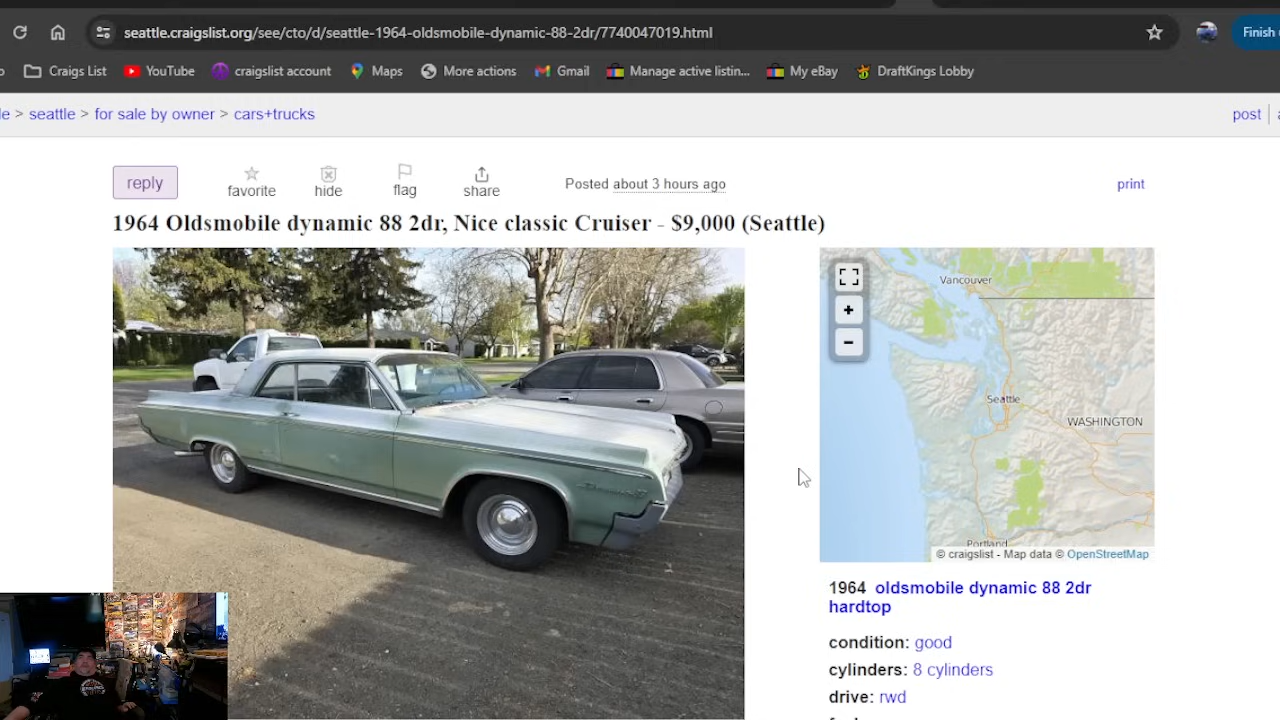 seattle.craigslist.org/see/cto/d/seattle-1964-oldsmobile-dynamic-88-2dr/7740047019.html
Finish
Craigs List YouTube craigslist account Maps More actions Gmail Manage active listin... My eBay DraftKings Lobby
> seattle > for sale by owner > cars+trucks post
reply favorite hide flag share Posted about 3 hours ago print
1964 Oldsmobile dynamic 88 2dr, Nice classic Cruiser - $9,000 (Seattle)
+
−
Vancouver
Seattle
WASHINGTON
Portland
© craigslist - Map data © OpenStreetMap
1964 oldsmobile dynamic 88 2dr
hardtop
condition: good
cylinders: 8 cylinders
drive: rwd